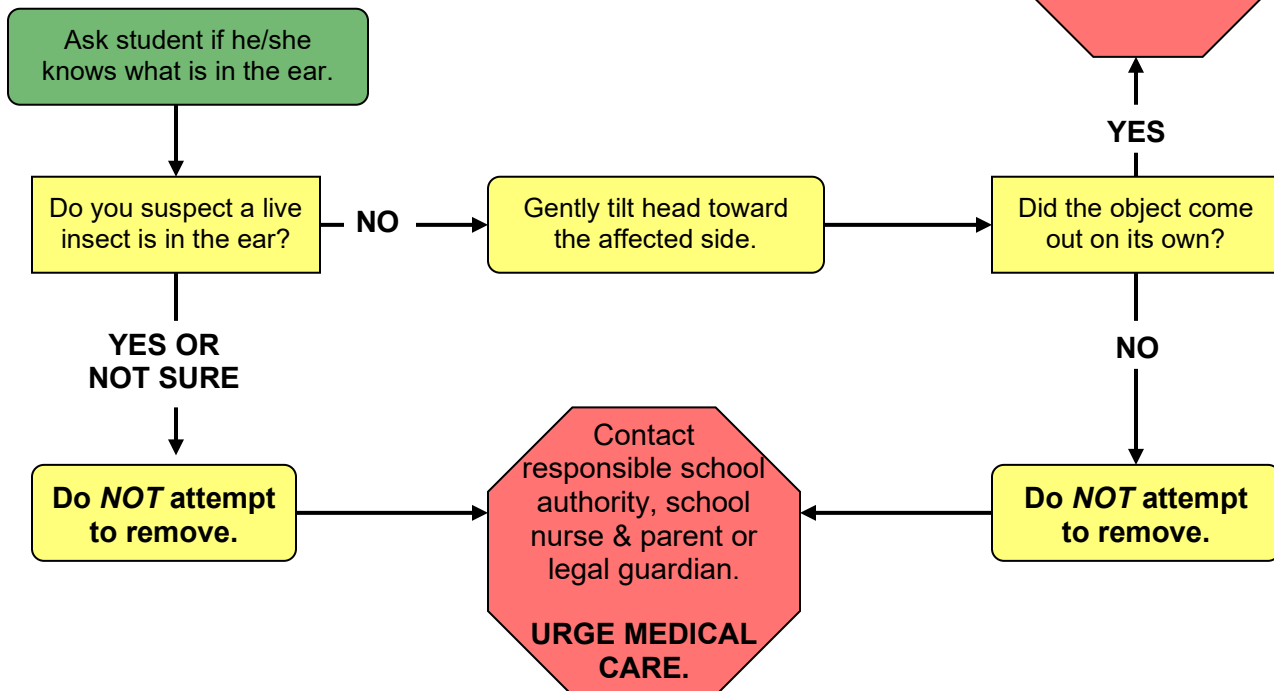 Ask student if he/she
knows what is in the ear.
Do you suspect a live
insect is in the ear?
NO
Gently tilt head toward
the affected side.
Did the object come
out on its own?
YES
YES OR
NOT SURE
NO
Do NOT attempt
to remove.
Contact
responsible school
authority, school
nurse & parent or
legal guardian.
URGE MEDICAL
CARE.
Do NOT attempt
to remove.